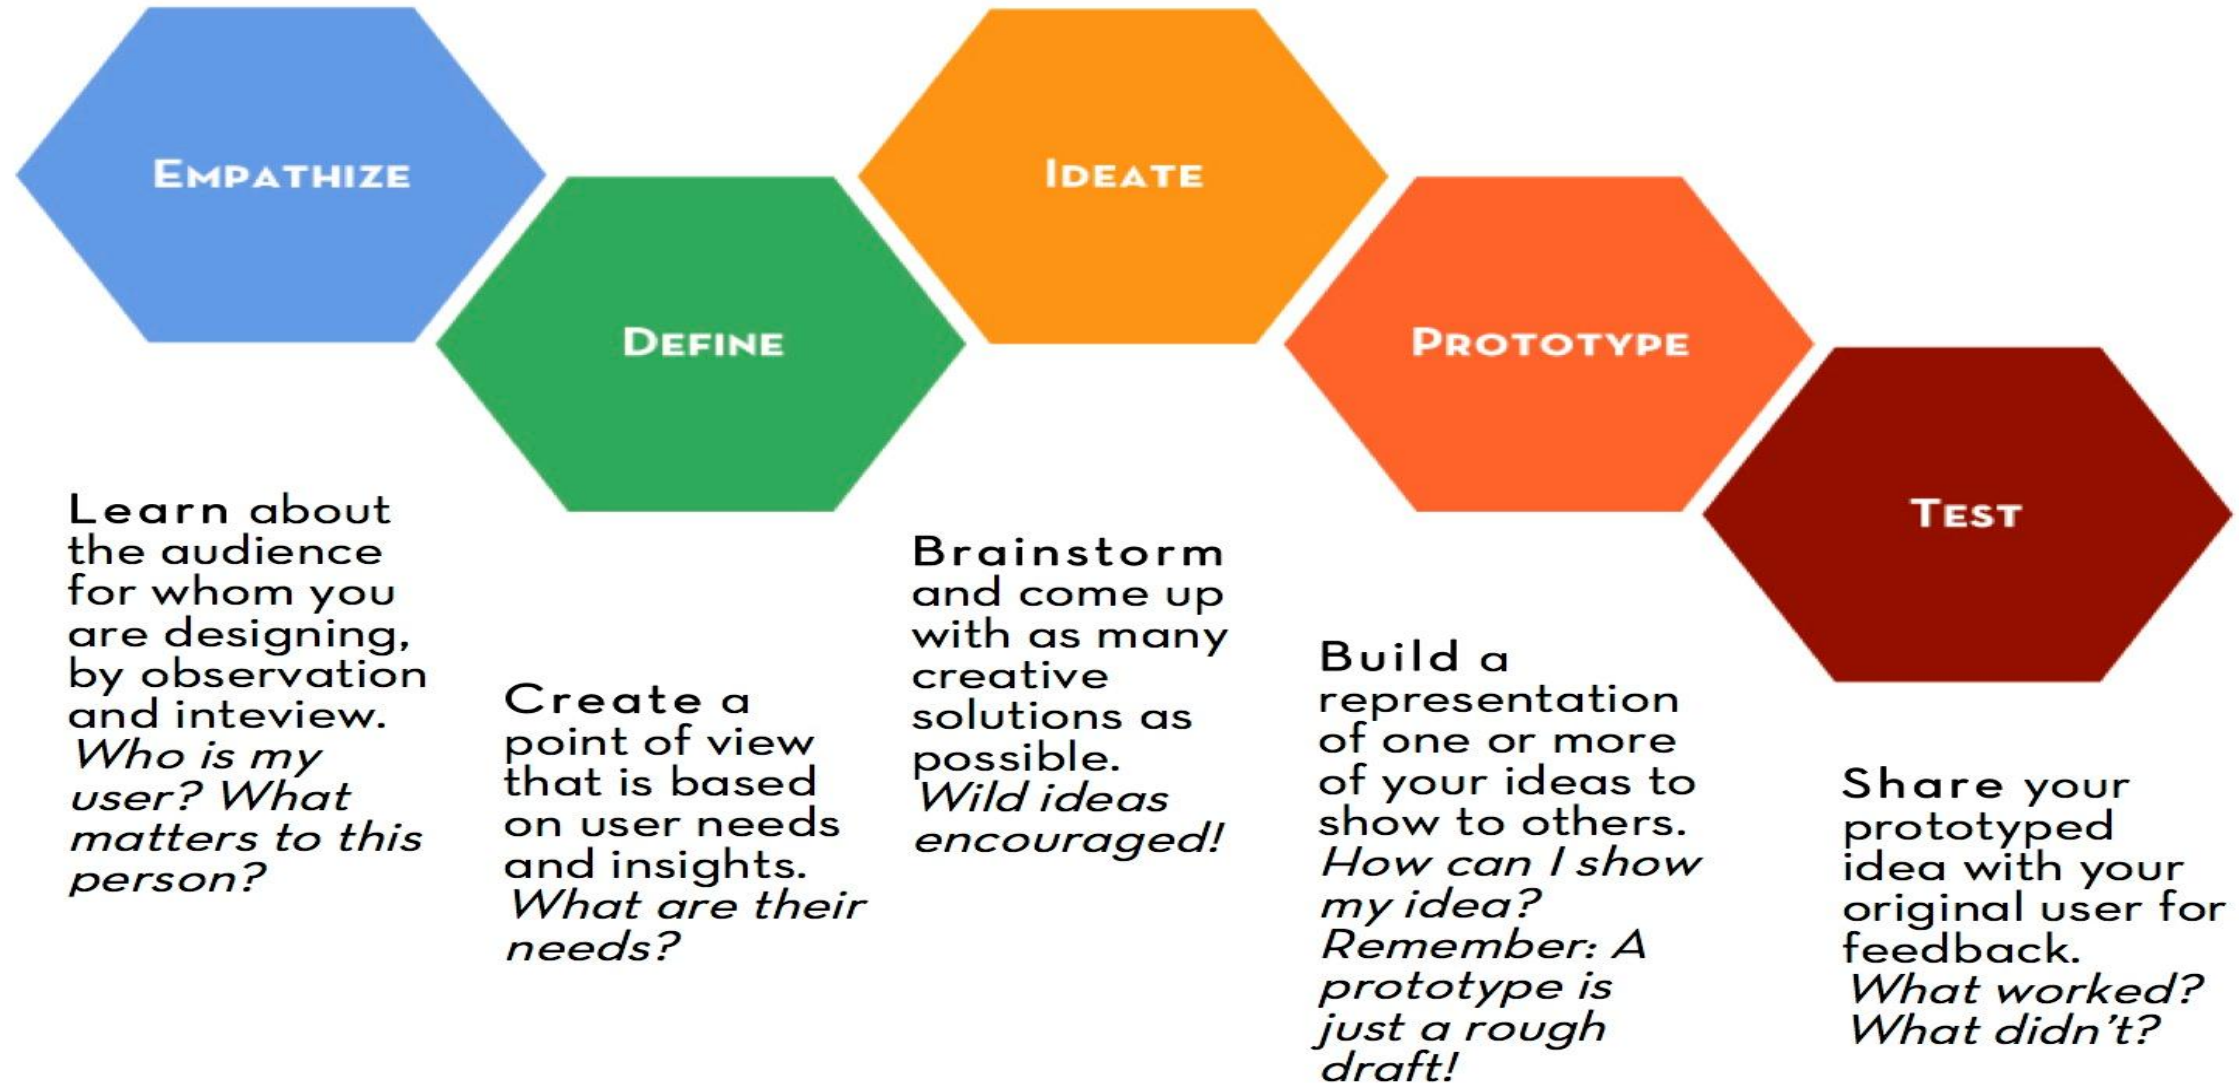 EMPATHIZE
DEFINE
IDEATE
PROTOTYPE
TEST
Learn about
the audience
for whom you
are designing,
by observation
and inteview.
Who is my
user? What
matters to this
person?
Create a
point of view
that is based
on user needs
and insights.
What are their
needs?
Brainstorm
and come up
with as many
creative
solutions as
possible.
Wild ideas
encouraged!
Build a
representation
of one or more
of your ideas to
show to others.
How can I show
my idea?
Remember: A
prototype is
just a rough
draft!
Share your
prototyped
idea with your
original user for
feedback.
What worked?
What didn't?